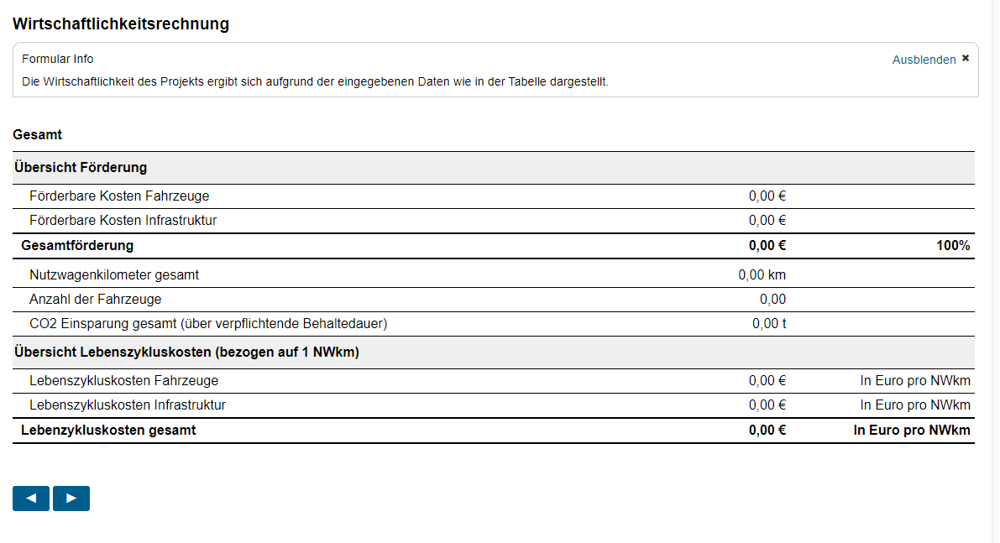 Wirtschaftlichkeitsrechnung
Formular Info
Ausblenden ✖
Die Wirtschaftlichkeit des Projekts ergibt sich aufgrund der eingegebenen Daten wie in der Tabelle dargestellt.
Gesamt
Übersicht Förderung
Förderbare Kosten Fahrzeuge 0,00 €
Förderbare Kosten Infrastruktur 0,00 €
Gesamtförderung 0,00 € 100%
Nutzwagenkilometer gesamt 0,00 km
Anzahl der Fahrzeuge 0,00
CO2 Einsparung gesamt (über verpflichtende Behaltedauer) 0,00 t
Übersicht Lebenszykluskosten (bezogen auf 1 NWkm)
Lebenszykluskosten Fahrzeuge 0,00 € In Euro pro NWkm
Lebenszykluskosten Infrastruktur 0,00 € In Euro pro NWkm
Lebenzykluskosten gesamt 0,00 € In Euro pro NWkm